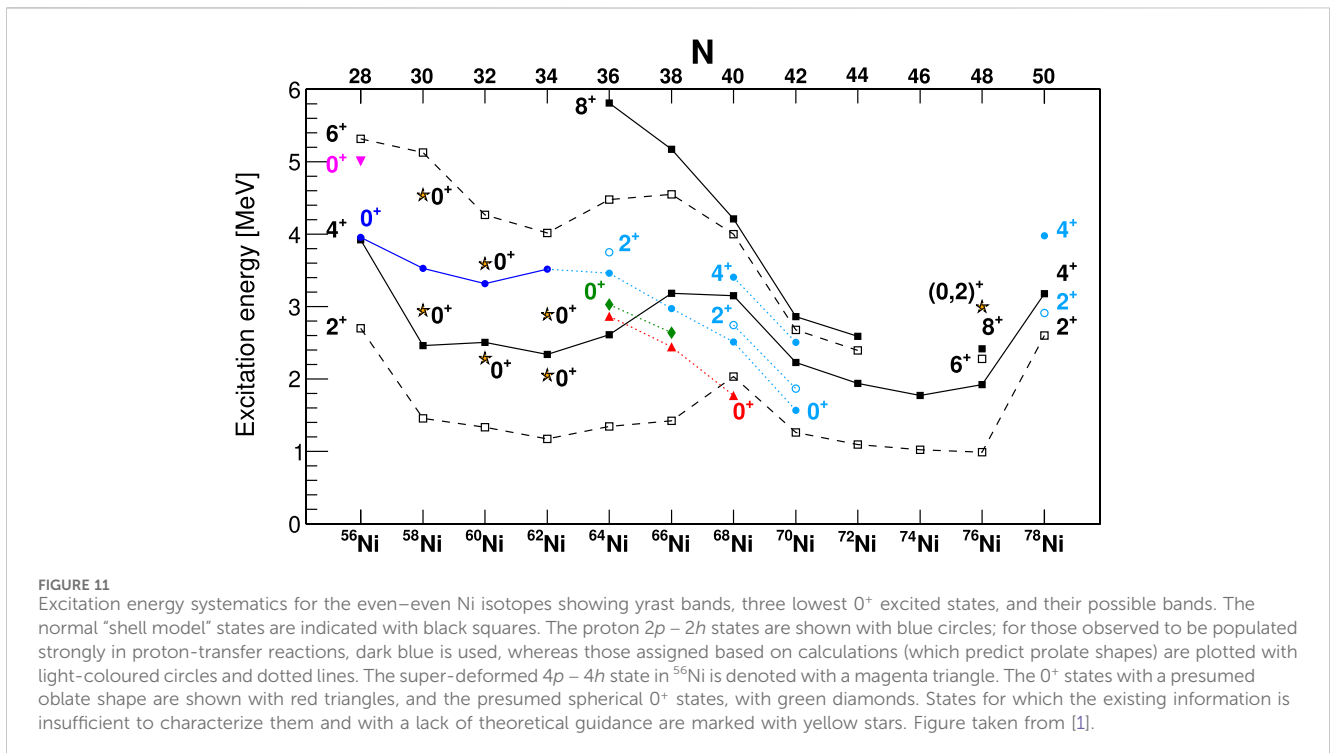 N
28 30 32 34 36 38 40 42 44 46 48 50
Excitation energy [MeV]
6
5
4
3
2
1
0
6⁺
0⁺
4⁺
0⁺
2⁺
0⁺
0⁺
0⁺
0⁺
0⁺
0⁺
8⁺
2⁺
0⁺
4⁺
2⁺
0⁺
0⁺
(0,2)⁺
8⁺
6⁺
4⁺
4⁺
2⁺
2⁺
⁵⁶Ni ⁵⁸Ni ⁶⁰Ni ⁶²Ni ⁶⁴Ni ⁶⁶Ni ⁶⁸Ni ⁷⁰Ni ⁷²Ni ⁷⁴Ni ⁷⁶Ni ⁷⁸Ni
FIGURE 11
Excitation energy systematics for the even–even Ni isotopes showing yrast bands, three lowest 0⁺ excited states, and their possible bands. The
normal “shell model” states are indicated with black squares. The proton 2p – 2h states are shown with blue circles; for those observed to be populated
strongly in proton-transfer reactions, dark blue is used, whereas those assigned based on calculations (which predict prolate shapes) are plotted with
light-coloured circles and dotted lines. The super-deformed 4p – 4h state in ⁵⁶Ni is denoted with a magenta triangle. The 0⁺ states with a presumed
oblate shape are shown with red triangles, and the presumed spherical 0⁺ states, with green diamonds. States for which the existing information is
insufficient to characterize them and with a lack of theoretical guidance are marked with yellow stars. Figure taken from [1].